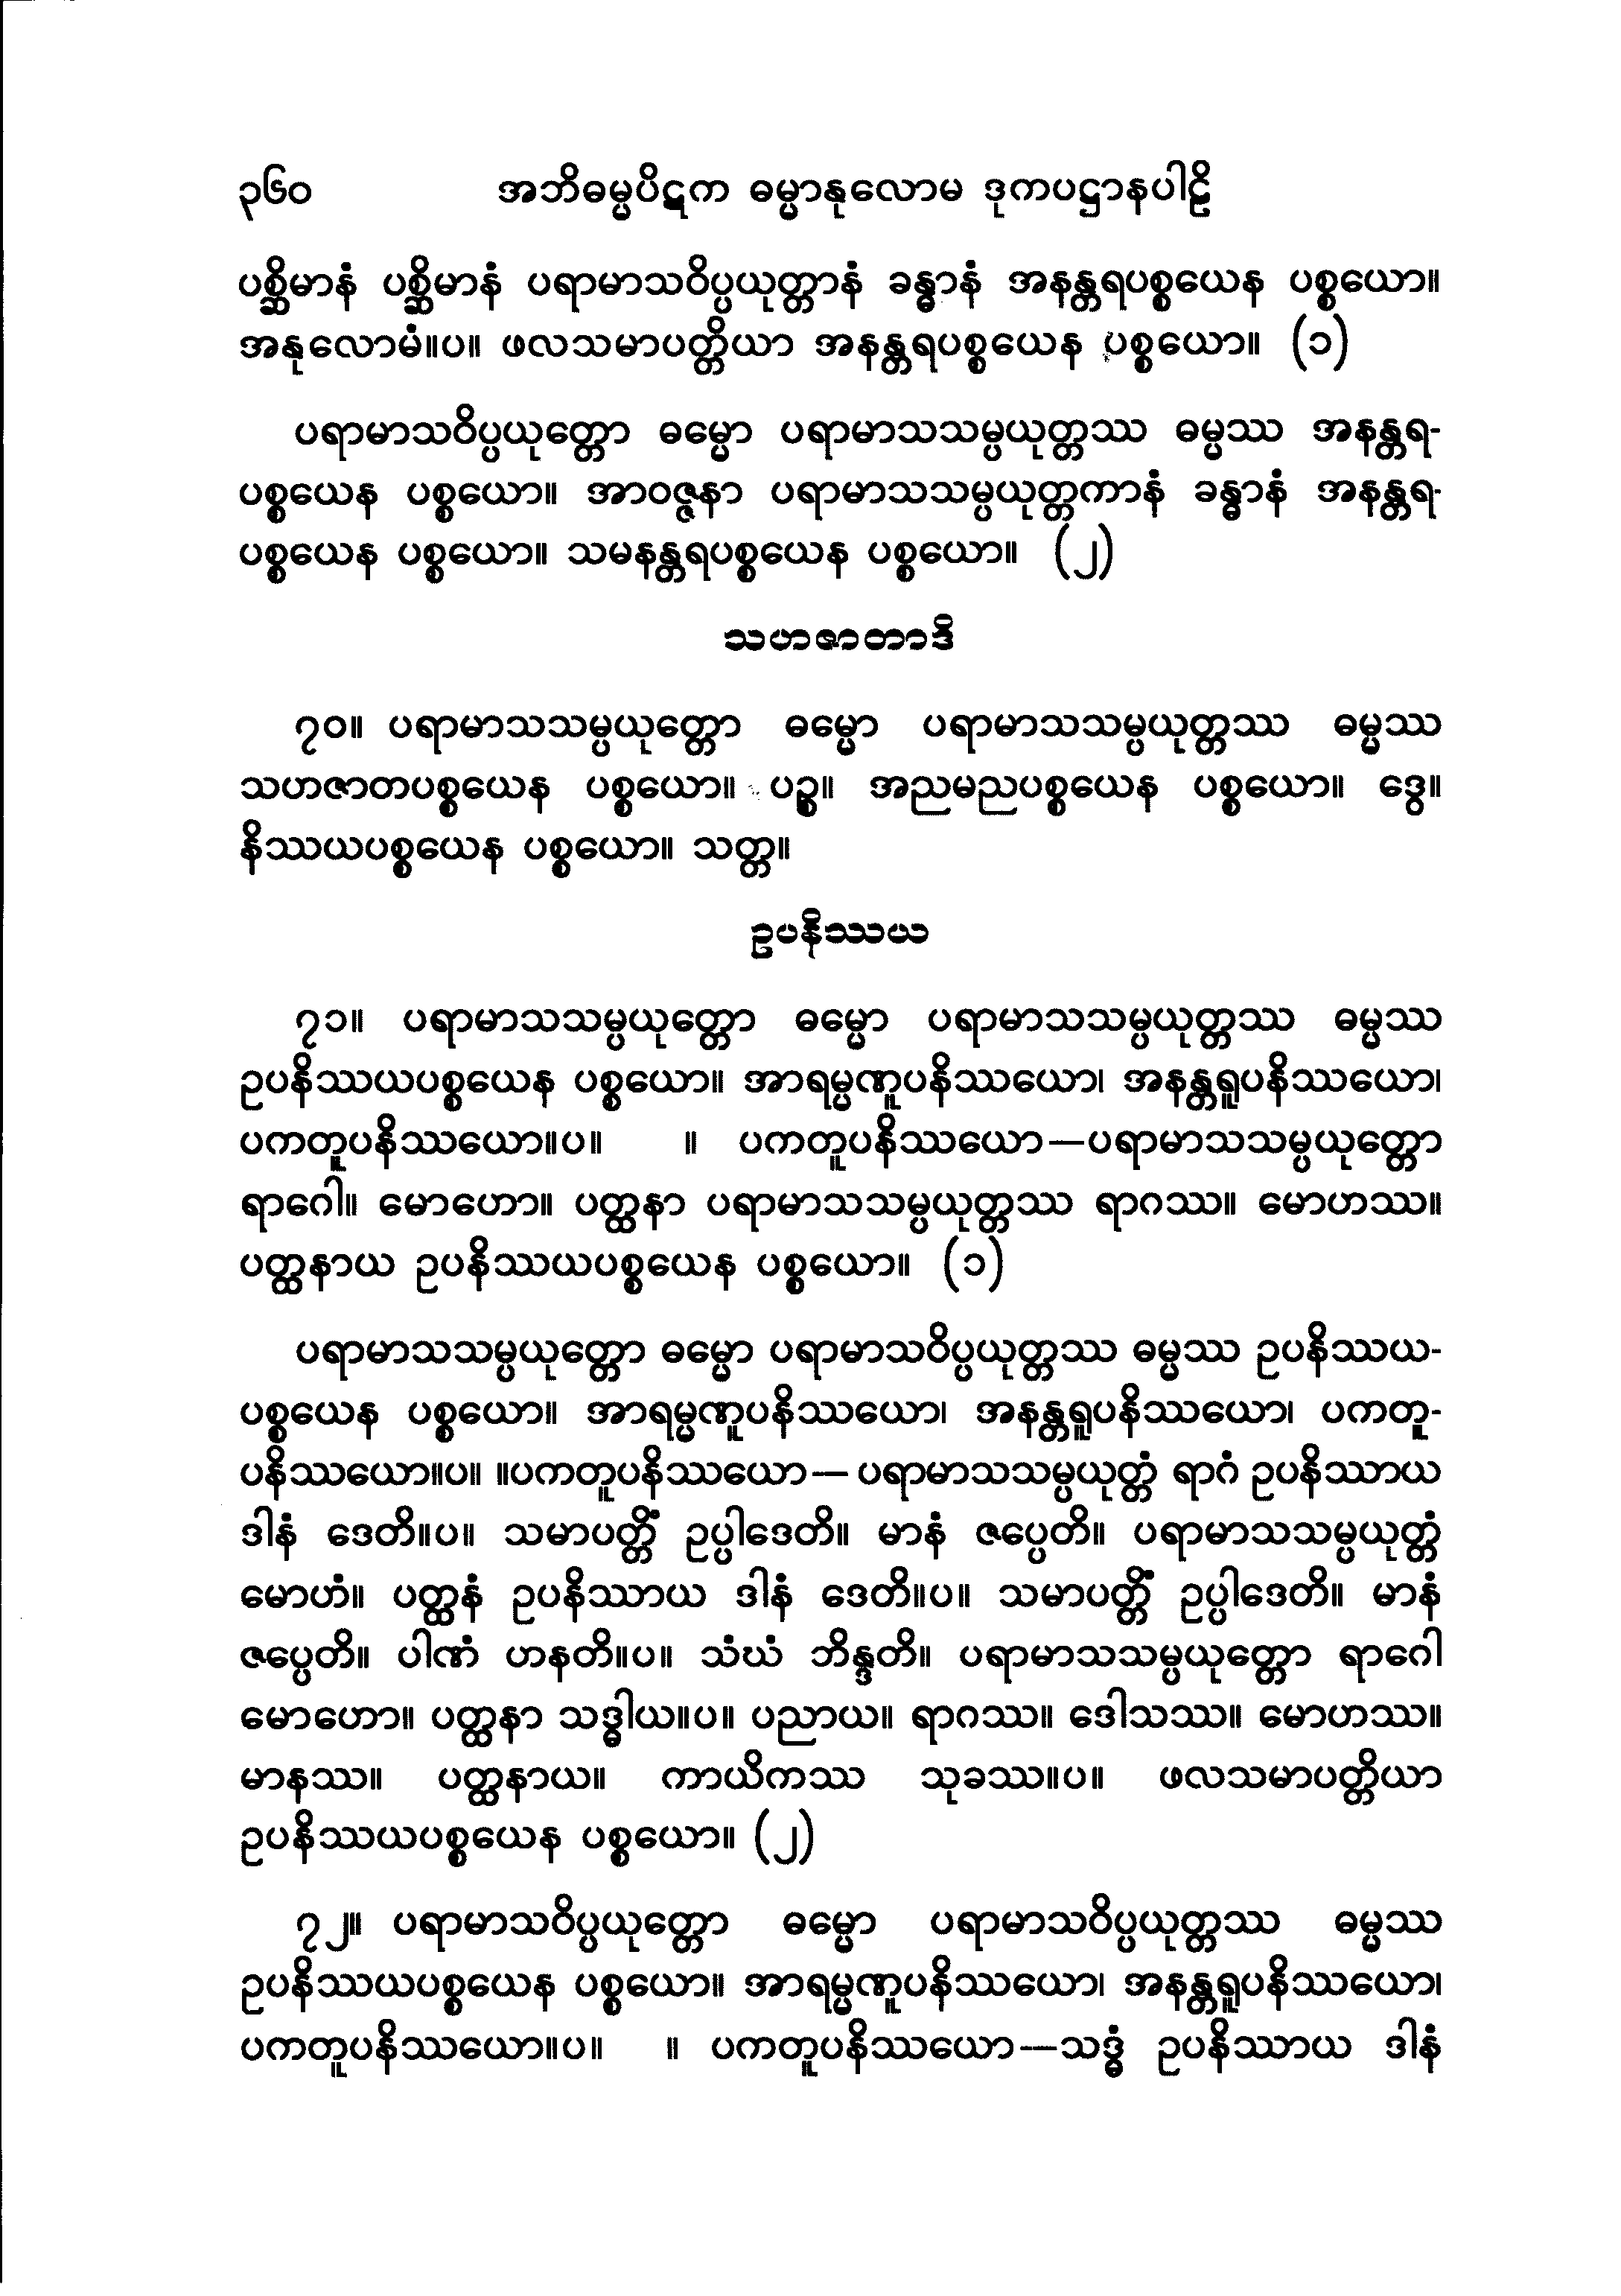 ၃၆၀ အဘိဓမ္မပိဋက ဓမ္မာနုလောမ ဒုကပဋ္ဌာနပါဠိ
ပစ္ဆိမာနံ ပစ္ဆိမာနံ ပရာမာသဝိပ္ပယုတ္တာနံ ခန္ဓာနံ အနန္တရပစ္စယေန ပစ္စယော။
အနုလောမံ။ပ။ ဖလသမာပတ္တိယာ အနန္တရပစ္စယေန ပစ္စယော။ (၁)
ပရာမာသဝိပ္ပယုတ္တော ဓမ္မော ပရာမာသသမ္ပယုတ္တဿ ဓမ္မဿ အနန္တရ-
ပစ္စယေန ပစ္စယော။ အာဝဇ္ဇနာ ပရာမာသသမ္ပယုတ္တကာနံ ခန္ဓာနံ အနန္တရ-
ပစ္စယေန ပစ္စယော။ သမနန္တရပစ္စယေန ပစ္စယော။ (၂)
သဟဇာတာဒိ
၇၀။ ပရာမာသသမ္ပယုတ္တော ဓမ္မော ပရာမာသသမ္ပယုတ္တဿ ဓမ္မဿ
သဟဇာတပစ္စယေန ပစ္စယော။ ပဉ္စ။ အညမညပစ္စယေန ပစ္စယော။ ဒွေ။
နိဿယပစ္စယေန ပစ္စယော။ သတ္တ။
ဥပနိဿယ
၇၁။ ပရာမာသသမ္ပယုတ္တော ဓမ္မော ပရာမာသသမ္ပယုတ္တဿ ဓမ္မဿ
ဥပနိဿယပစ္စယေန ပစ္စယော။ အာရမ္မဏူပနိဿယော၊ အနန္တရူပနိဿယော၊
ပကတူပနိဿယော။ပ။ ။ ပကတူပနိဿယော—ပရာမာသသမ္ပယုတ္တော
ရာဂေါ။ မောဟော။ ပတ္ထနာ ပရာမာသသမ္ပယုတ္တဿ ရာဂဿ။ မောဟဿ။
ပတ္ထနာယ ဥပနိဿယပစ္စယေန ပစ္စယော။ (၁)
ပရာမာသသမ္ပယုတ္တော ဓမ္မော ပရာမာသဝိပ္ပယုတ္တဿ ဓမ္မဿ ဥပနိဿယ-
ပစ္စယေန ပစ္စယော။ အာရမ္မဏူပနိဿယော၊ အနန္တရူပနိဿယော၊ ပကတူ-
ပနိဿယော။ပ။ ။ပကတူပနိဿယော— ပရာမာသသမ္ပယုတ္တံ ရာဂံ ဥပနိဿာယ
ဒါနံ ဒေတိ။ပ။ သမာပတ္တိံ ဥပ္ပါဒေတိ။ မာနံ ဇပ္ပေတိ။ ပရာမာသသမ္ပယုတ္တံ
မောဟံ။ ပတ္ထနံ ဥပနိဿာယ ဒါနံ ဒေတိ။ပ။ သမာပတ္တိံ ဥပ္ပါဒေတိ။ မာနံ
ဇပ္ပေတိ။ ပါဏံ ဟနတိ။ပ။ သံဃံ ဘိန္ဒတိ။ ပရာမာသသမ္ပယုတ္တော ရာဂေါ
မောဟော။ ပတ္ထနာ သဒ္ဓါယ။ပ။ ပညာယ။ ရာဂဿ။ ဒေါသဿ။ မောဟဿ။
မာနဿ။ ပတ္ထနာယ။ ကာယိကဿ သုခဿ။ပ။ ဖလသမာပတ္တိယာ
ဥပနိဿယပစ္စယေန ပစ္စယော။ (၂)
၇၂။ ပရာမာသဝိပ္ပယုတ္တော ဓမ္မော ပရာမာသဝိပ္ပယုတ္တဿ ဓမ္မဿ
ဥပနိဿယပစ္စယေန ပစ္စယော။ အာရမ္မဏူပနိဿယော၊ အနန္တရူပနိဿယော၊
ပကတူပနိဿယော။ပ။ ။ ပကတူပနိဿယော—သဒ္ဓံ ဥပနိဿာယ ဒါနံ